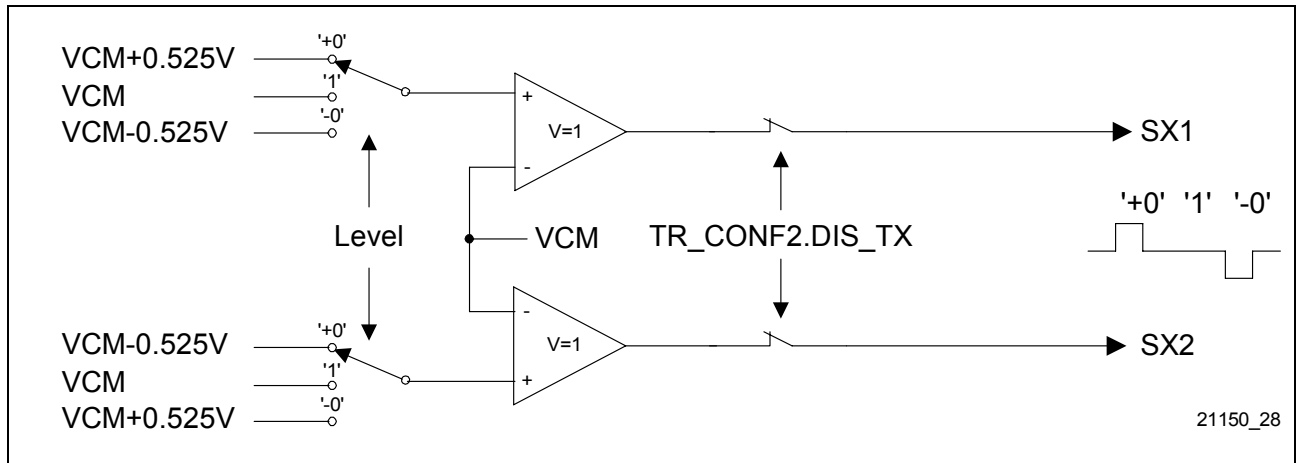 VCM+0.525V
'+0'
VCM
'1'
VCM-0.525V
'-0'
+
V=1
-
SX1
'+0' '1' '-0'
Level
VCM
TR_CONF2.DIS_TX
VCM-0.525V
'+0'
VCM
'1'
VCM+0.525V
'-0'
-
V=1
+
SX2
21150_28